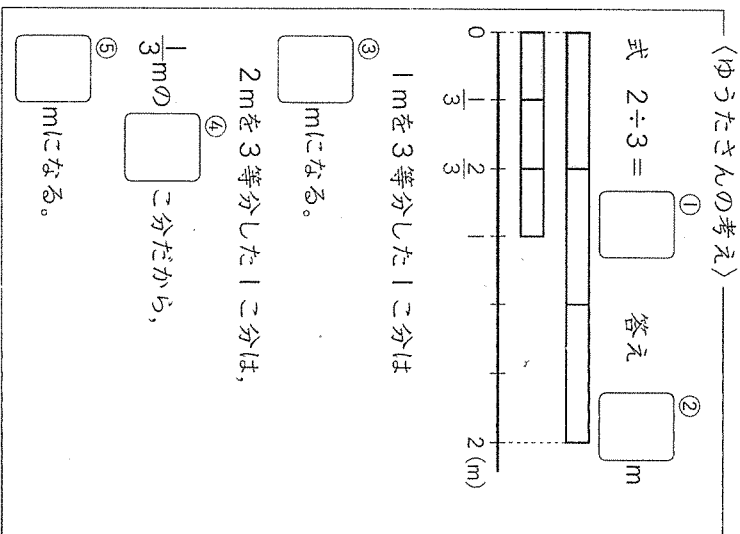 〈ゆうたさんの考え〉
式 2÷3= ① 答え ② m
0 1/3 2/3 1 2(m)
1mを3等分した1こ分は
③ mになる。
2mを3等分した1こ分は,
1/3mの ④ こ分だから,
⑤ mになる。